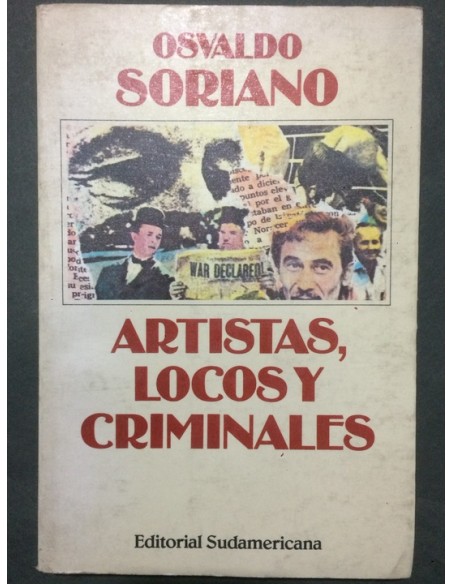 OSVALDO
SORIANO
WAR DECLARED!
ARTISTAS,
LOCOS Y
CRIMINALES
Editorial Sudamericana